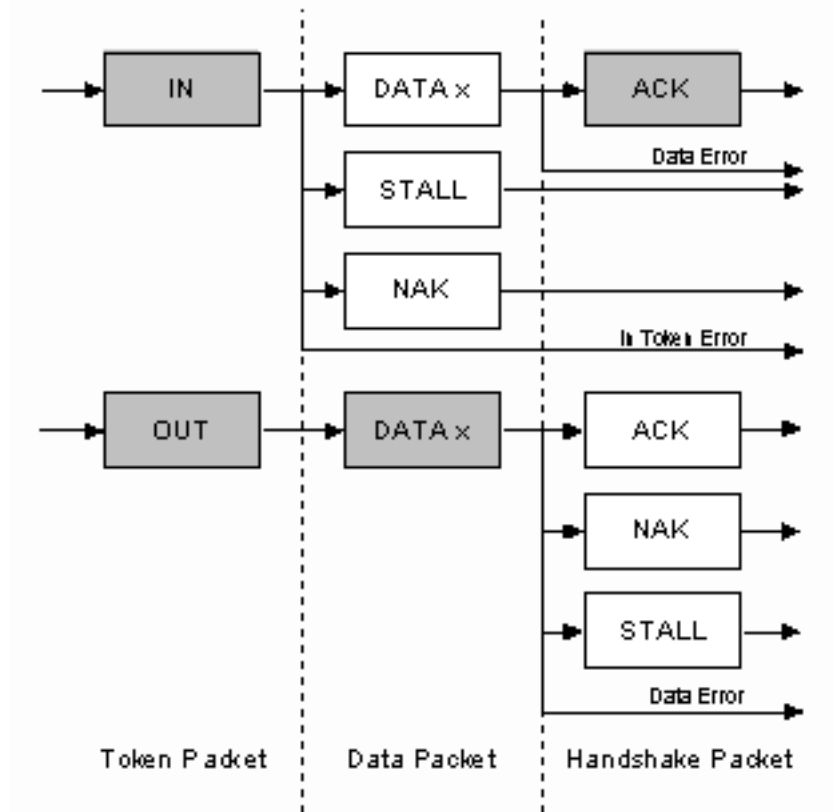 IN
DATA x
ACK
Data Error
STALL
NAK
In Token Error
OUT
DATA x
ACK
NAK
STALL
Data Error
Token Packet
Data Packet
Handshake Packet